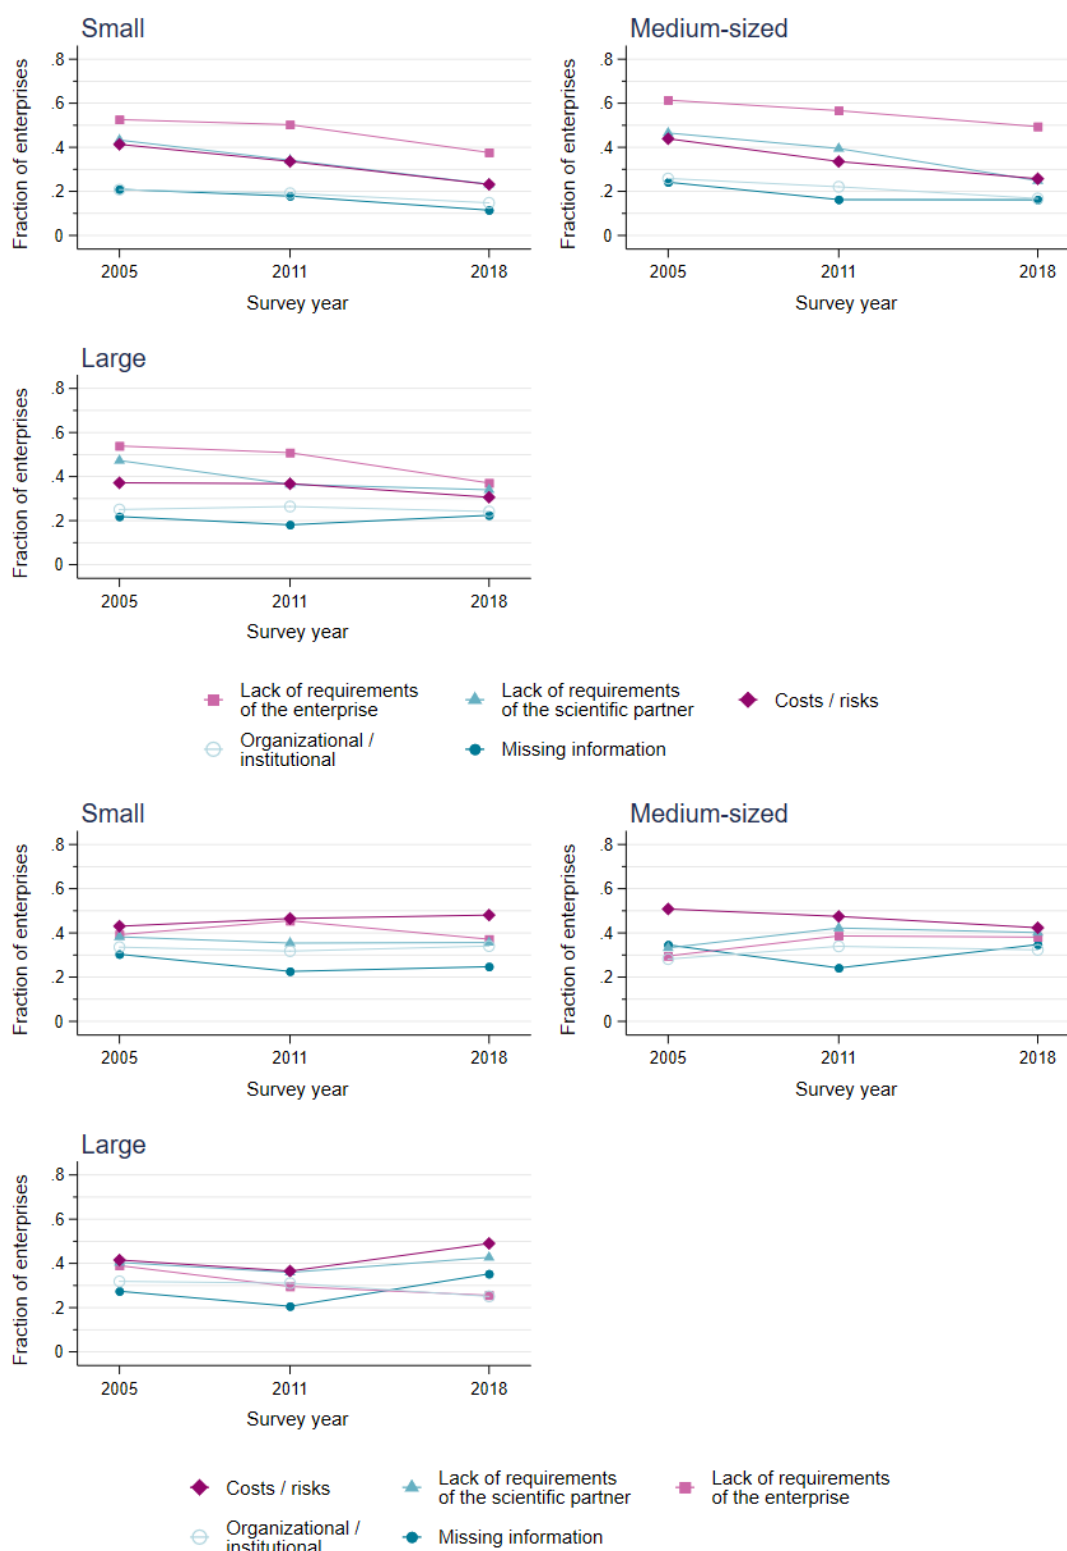 Small
Medium-sized
Fraction of enterprises
.8
.6
.4
.2
0
2005 2011 2018
Survey year
Fraction of enterprises
.8
.6
.4
.2
0
2005 2011 2018
Survey year
Large
Fraction of enterprises
.8
.6
.4
.2
0
2005 2011 2018
Survey year
Lack of requirements
of the enterprise
Lack of requirements
of the scientific partner
Costs / risks
Organizational /
institutional
Missing information
Small
Medium-sized
Fraction of enterprises
.8
.6
.4
.2
0
2005 2011 2018
Survey year
Fraction of enterprises
.8
.6
.4
.2
0
2005 2011 2018
Survey year
Large
Fraction of enterprises
.8
.6
.4
.2
0
2005 2011 2018
Survey year
Costs / risks
Lack of requirements
of the scientific partner
Lack of requirements
of the enterprise
Organizational /
institutional
Missing information